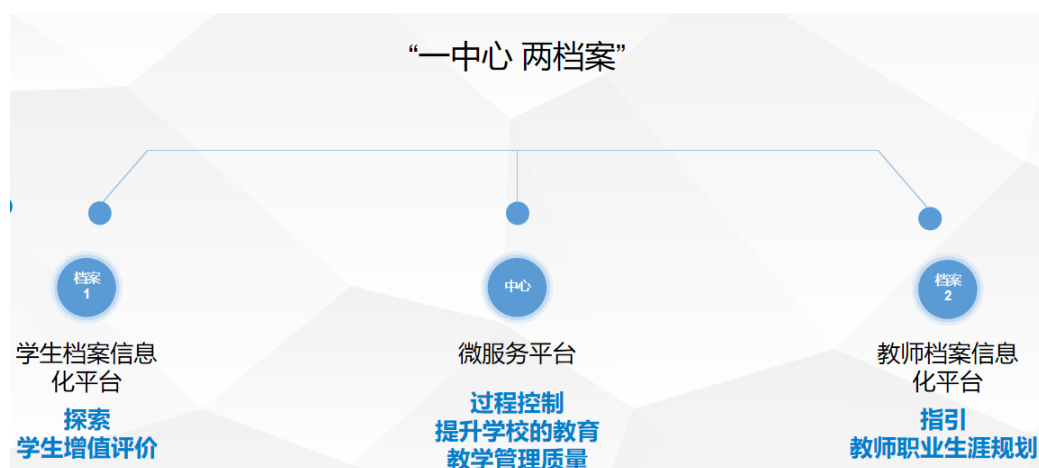 “一中心 两档案”
档案
1
学生档案信息
化平台
探索
学生增值评价
中心
微服务平台
过程控制
提升学校的教育
教学管理质量
档案
2
教师档案信息
化平台
指引
教师职业生涯规划